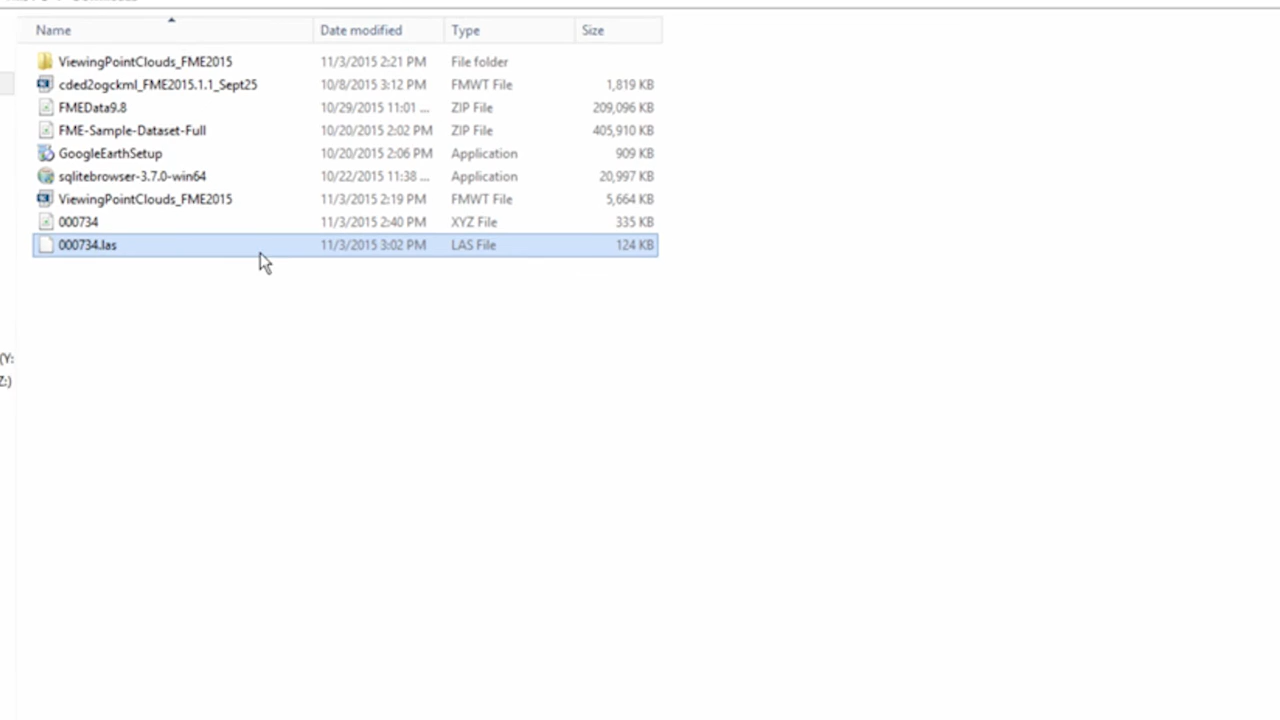 Name Date modified Type Size
ViewingPointClouds_FME2015 11/3/2015 2:21 PM File folder
cded2ogckml_FME2015.1.1_Sept25 10/8/2015 3:12 PM FMWT File 1,819 KB
FMEData9.8 10/29/2015 11:01 ... ZIP File 209,096 KB
FME-Sample-Dataset-Full 10/20/2015 2:02 PM ZIP File 405,910 KB
GoogleEarthSetup 10/20/2015 2:06 PM Application 909 KB
sqlitebrowser-3.7.0-win64 10/22/2015 11:38 ... Application 20,997 KB
ViewingPointClouds_FME2015 11/3/2015 2:19 PM FMWT File 5,664 KB
000734 11/3/2015 2:40 PM XYZ File 335 KB
000734.las 11/3/2015 3:02 PM LAS File 124 KB
(Y:
Z:)